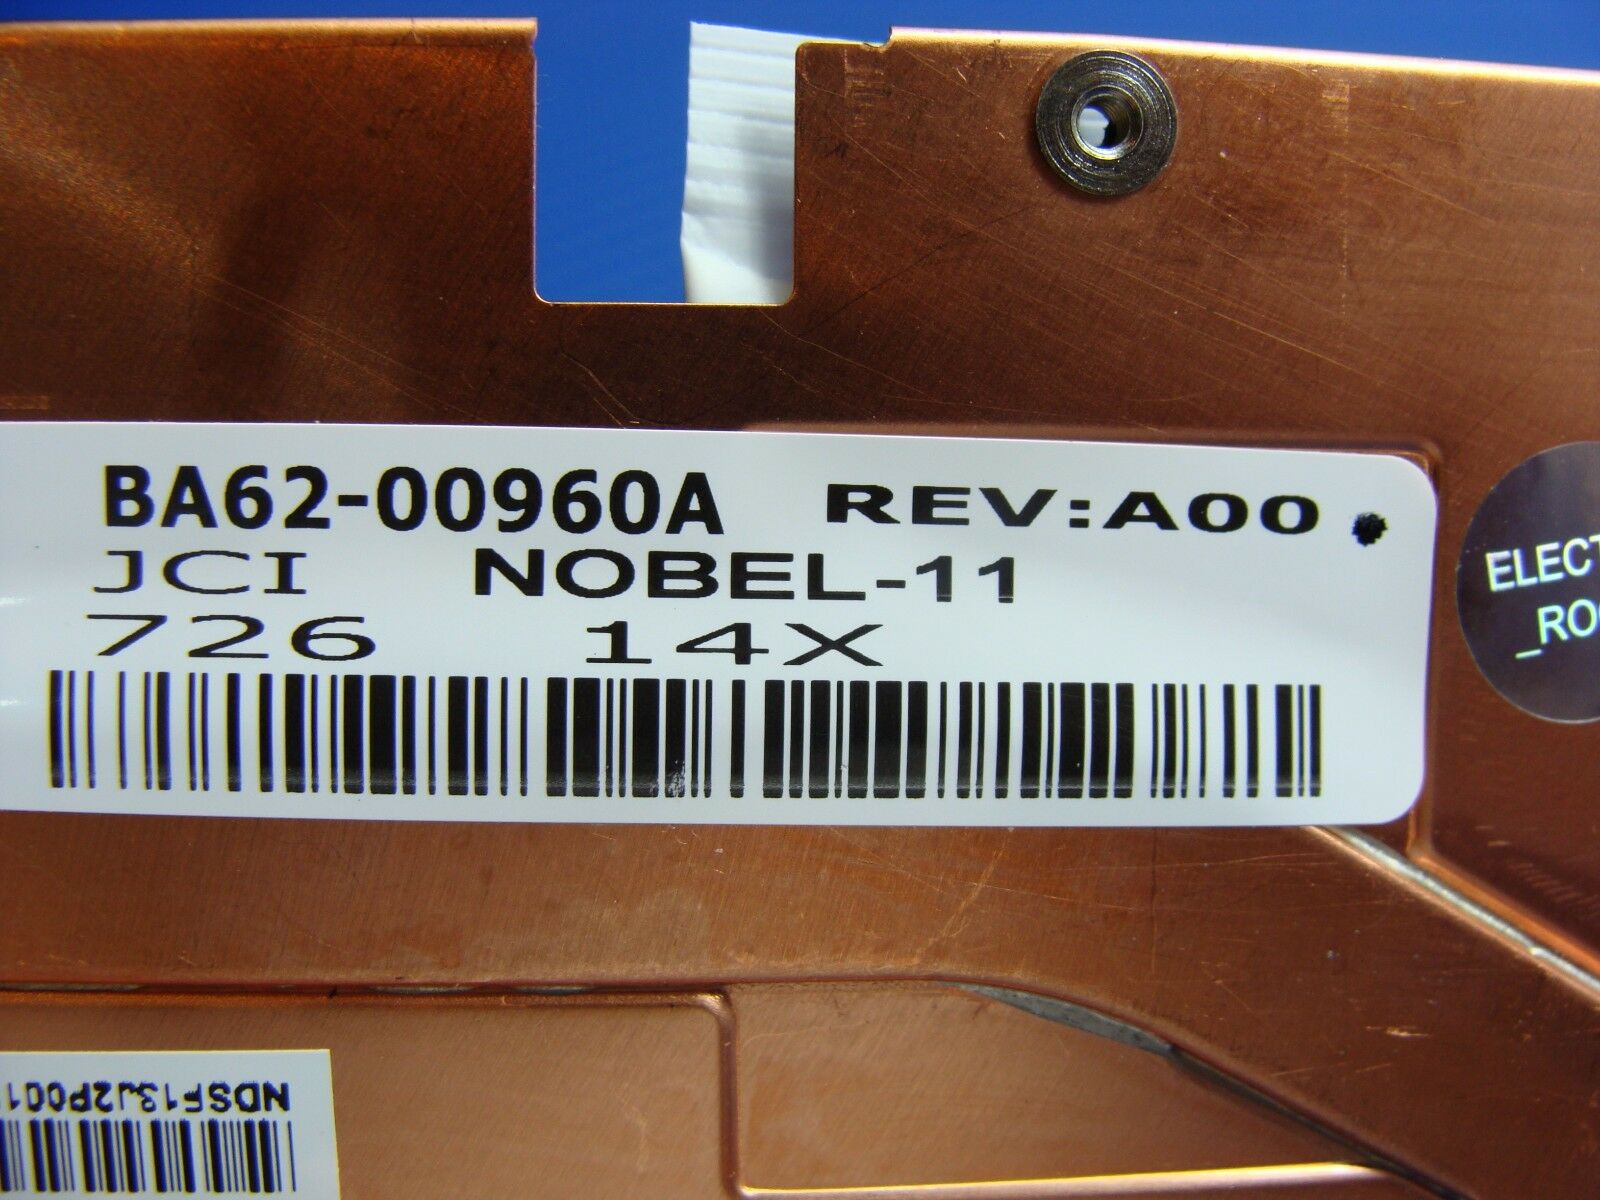 BA62-00960A REV:A00
JCI NOBEL-11
726 14X
ELECT
_RO
NDSF13J2P001